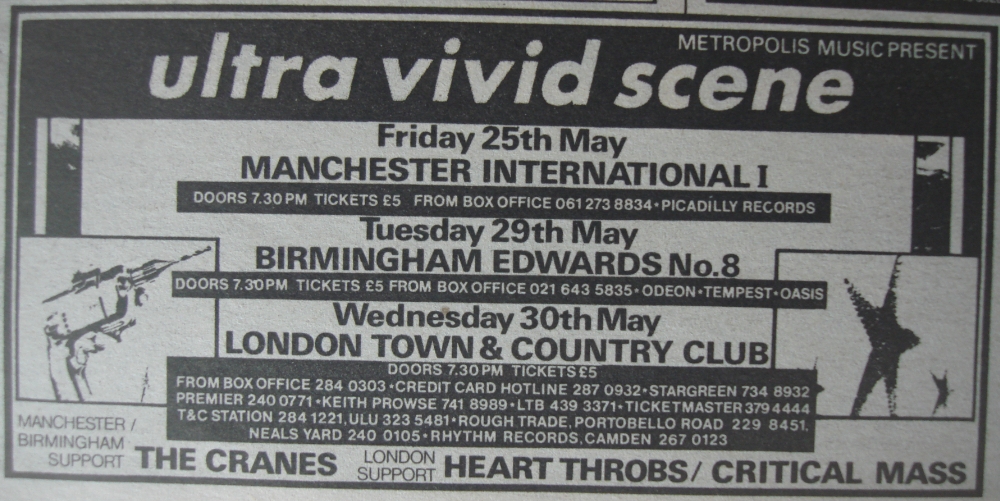 METROPOLIS MUSIC PRESENT
ultra vivid scene
Friday 25th May
MANCHESTER INTERNATIONAL I
DOORS 7.30 PM TICKETS £5 FROM BOX OFFICE 061 273 8834 • PICADILLY RECORDS
Tuesday 29th May
BIRMINGHAM EDWARDS No.8
DOORS 7.30PM TICKETS £5 FROM BOX OFFICE 021 643 5835 • ODEON • TEMPEST • OASIS
Wednesday 30th May
LONDON TOWN & COUNTRY CLUB
DOORS 7.30 PM TICKETS £5
FROM BOX OFFICE 284 0303 • CREDIT CARD HOTLINE 287 0932 • STARGREEN 734 8932
PREMIER 240 0771 • KEITH PROWSE 741 8989 • LTB 439 3371 • TICKETMASTER 379 4444
T&C STATION 284 1221, ULU 323 5481 • ROUGH TRADE, PORTOBELLO ROAD 229 8451,
NEALS YARD 240 0105 • RHYTHM RECORDS, CAMDEN 267 0123
MANCHESTER /
BIRMINGHAM
SUPPORT THE CRANES
LONDON
SUPPORT HEART THROBS / CRITICAL MASS